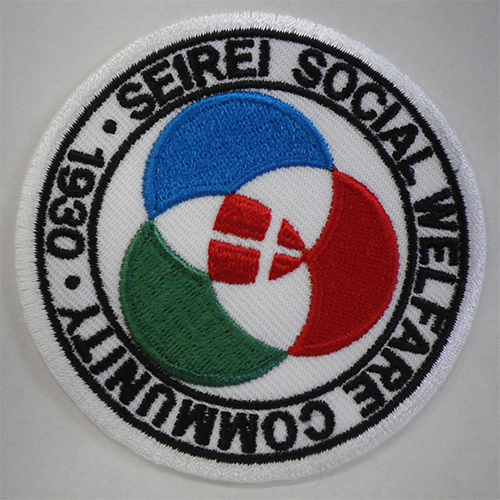 SEIREI SOCIAL WELFARE COMMUNITY • 1930 •